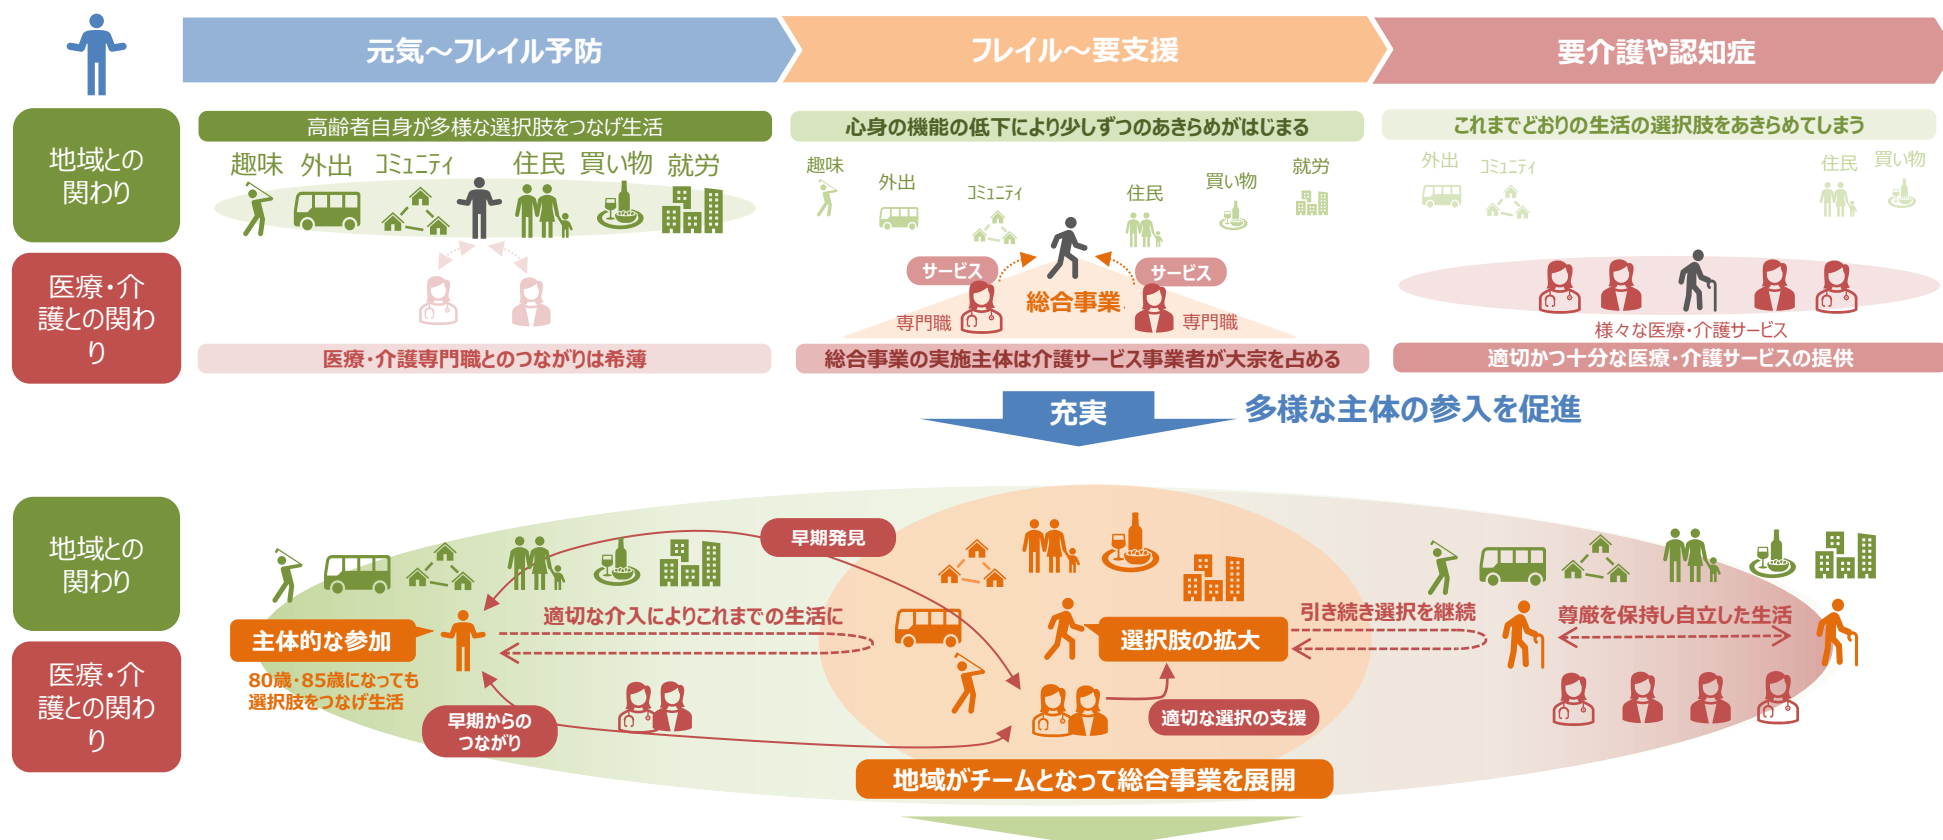 元気～フレイル予防
フレイル～要支援
要介護や認知症
地域との
関わり
高齢者自身が多様な選択肢をつなげ生活
心身の機能の低下により少しずつのあきらめがはじまる
これまでどおりの生活の選択肢をあきらめてしまう
趣味 外出 ｺﾐｭﾆﾃｨ 住民 買い物 就労
趣味 外出 ｺﾐｭﾆﾃｨ 住民 買い物 就労
外出 ｺﾐｭﾆﾃｨ 住民 買い物
医療・介
護との関わ
り
サービス
サービス
総合事業
専門職
専門職
様々な医療・介護サービス
医療・介護専門職とのつながりは希薄
総合事業の実施主体は介護サービス事業者が大宗を占める
適切かつ十分な医療・介護サービスの提供
充実
多様な主体の参入を促進
地域との
関わり
早期発見
適切な介入によりこれまでの生活に
引き続き選択を継続
尊厳を保持し自立した生活
主体的な参加
選択肢の拡大
医療・介
護との関わ
り
80歳・85歳になっても
選択肢をつなげ生活
早期からの
つながり
適切な選択の支援
地域がチームとなって総合事業を展開